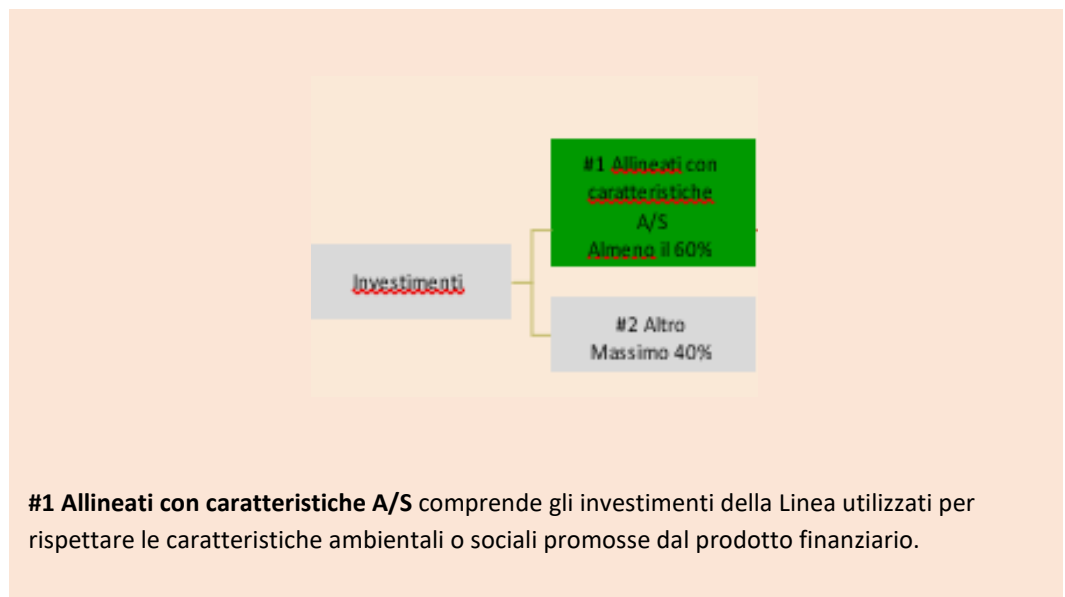 #1 Allineati con
caratteristiche
A/S
Almeno il 60%
Investimenti
#2 Altro
Massimo 40%
#1 Allineati con caratteristiche A/S comprende gli investimenti della Linea utilizzati per
rispettare le caratteristiche ambientali o sociali promosse dal prodotto finanziario.